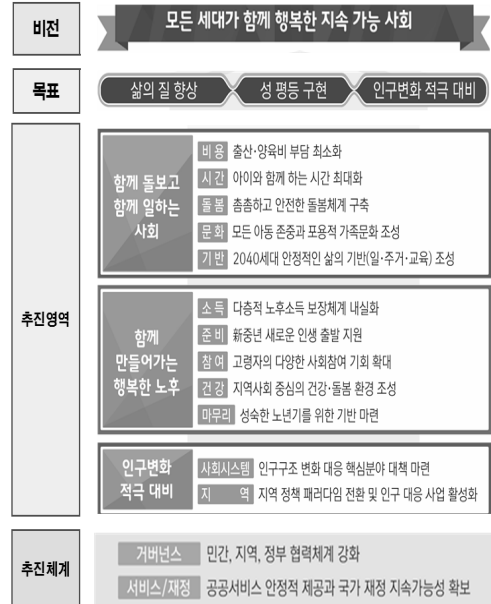 비전
모든 세대가 함께 행복한 지속 가능 사회
목표
삶의 질 향상 성 평등 구현 인구변화 적극 대비
추진영역
함께 돌보고
함께 일하는
사회
비용 출산·양육비 부담 최소화
시간 아이와 함께 하는 시간 최대화
돌봄 촘촘하고 안전한 돌봄체계 구축
문화 모든 아동 존중과 포용적 가족문화 조성
기반 2040세대 안정적인 삶의 기반(일·주거·교육) 조성
함께
만들어가는
행복한 노후
소득 다층적 노후소득 보장체계 내실화
준비 新중년 새로운 인생 출발 지원
참여 고령자의 다양한 사회참여 기회 확대
건강 지역사회 중심의 건강·돌봄 환경 조성
마무리 성숙한 노년기를 위한 기반 마련
인구변화
적극 대비
사회시스템 인구구조 변화 대응 핵심분야 대책 마련
지 역 지역 정책 패러다임 전환 및 인구 대응 사업 활성화
추진체계
거버넌스 민간, 지역, 정부 협력체계 강화
서비스/재정 공공서비스 안정적 제공과 국가 재정 지속가능성 확보